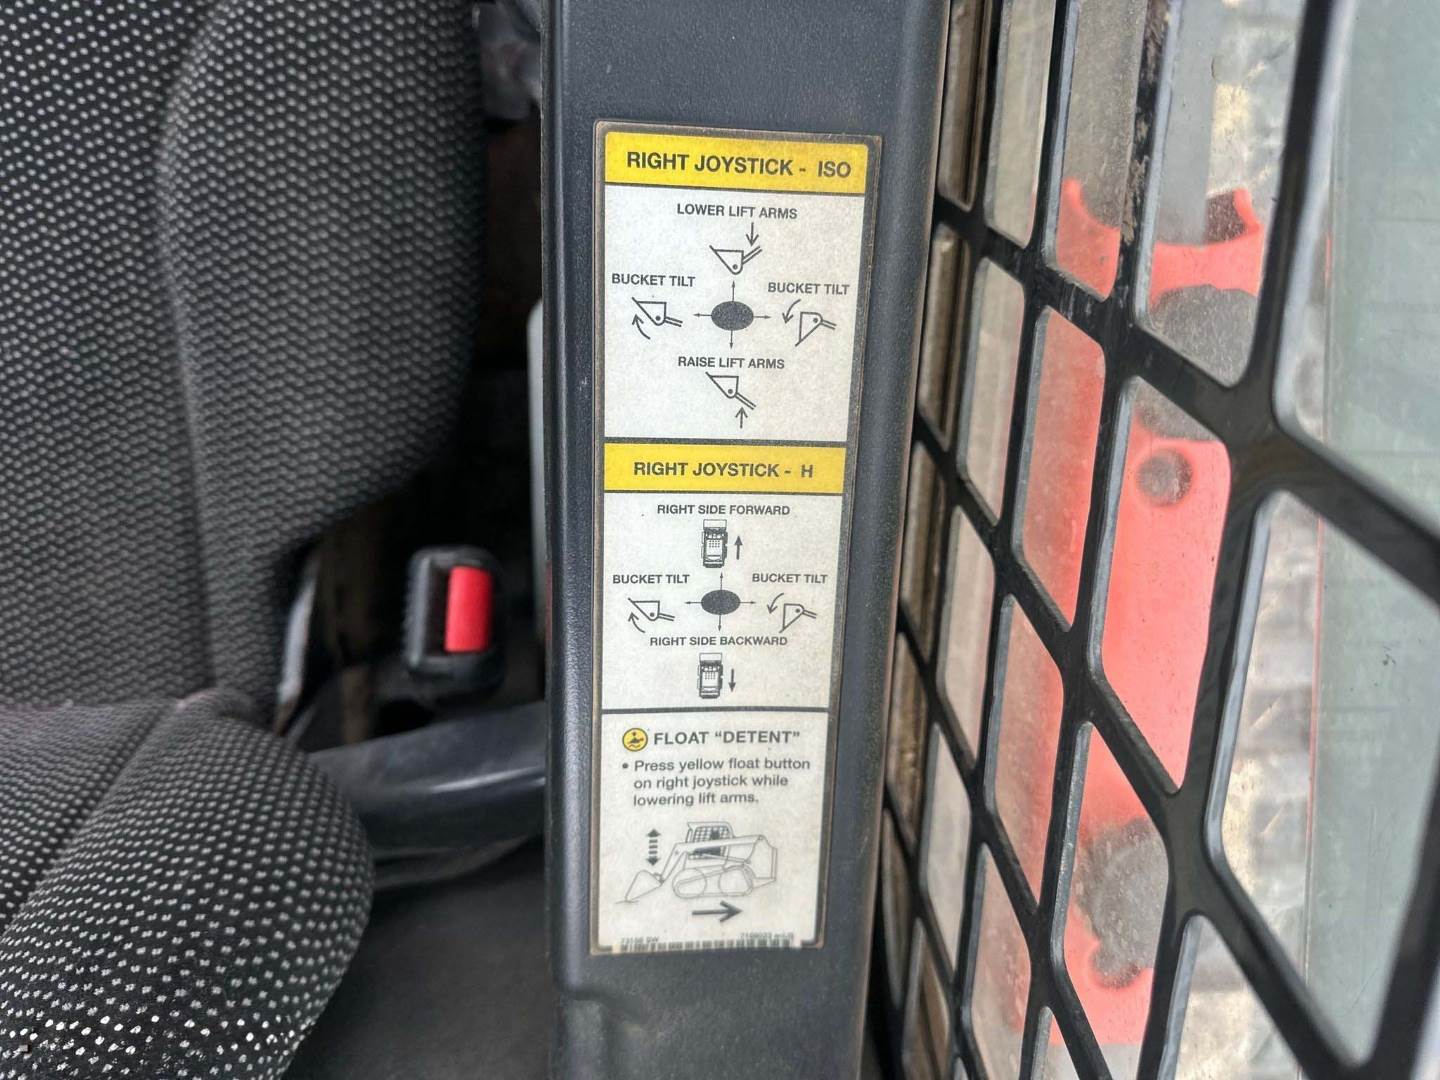 RIGHT JOYSTICK - ISO
LOWER LIFT ARMS
BUCKET TILT
BUCKET TILT
RAISE LIFT ARMS
RIGHT JOYSTICK - H
RIGHT SIDE FORWARD
BUCKET TILT
BUCKET TILT
RIGHT SIDE BACKWARD
FLOAT “DETENT”
• Press yellow float button
on right joystick while
lowering lift arms.